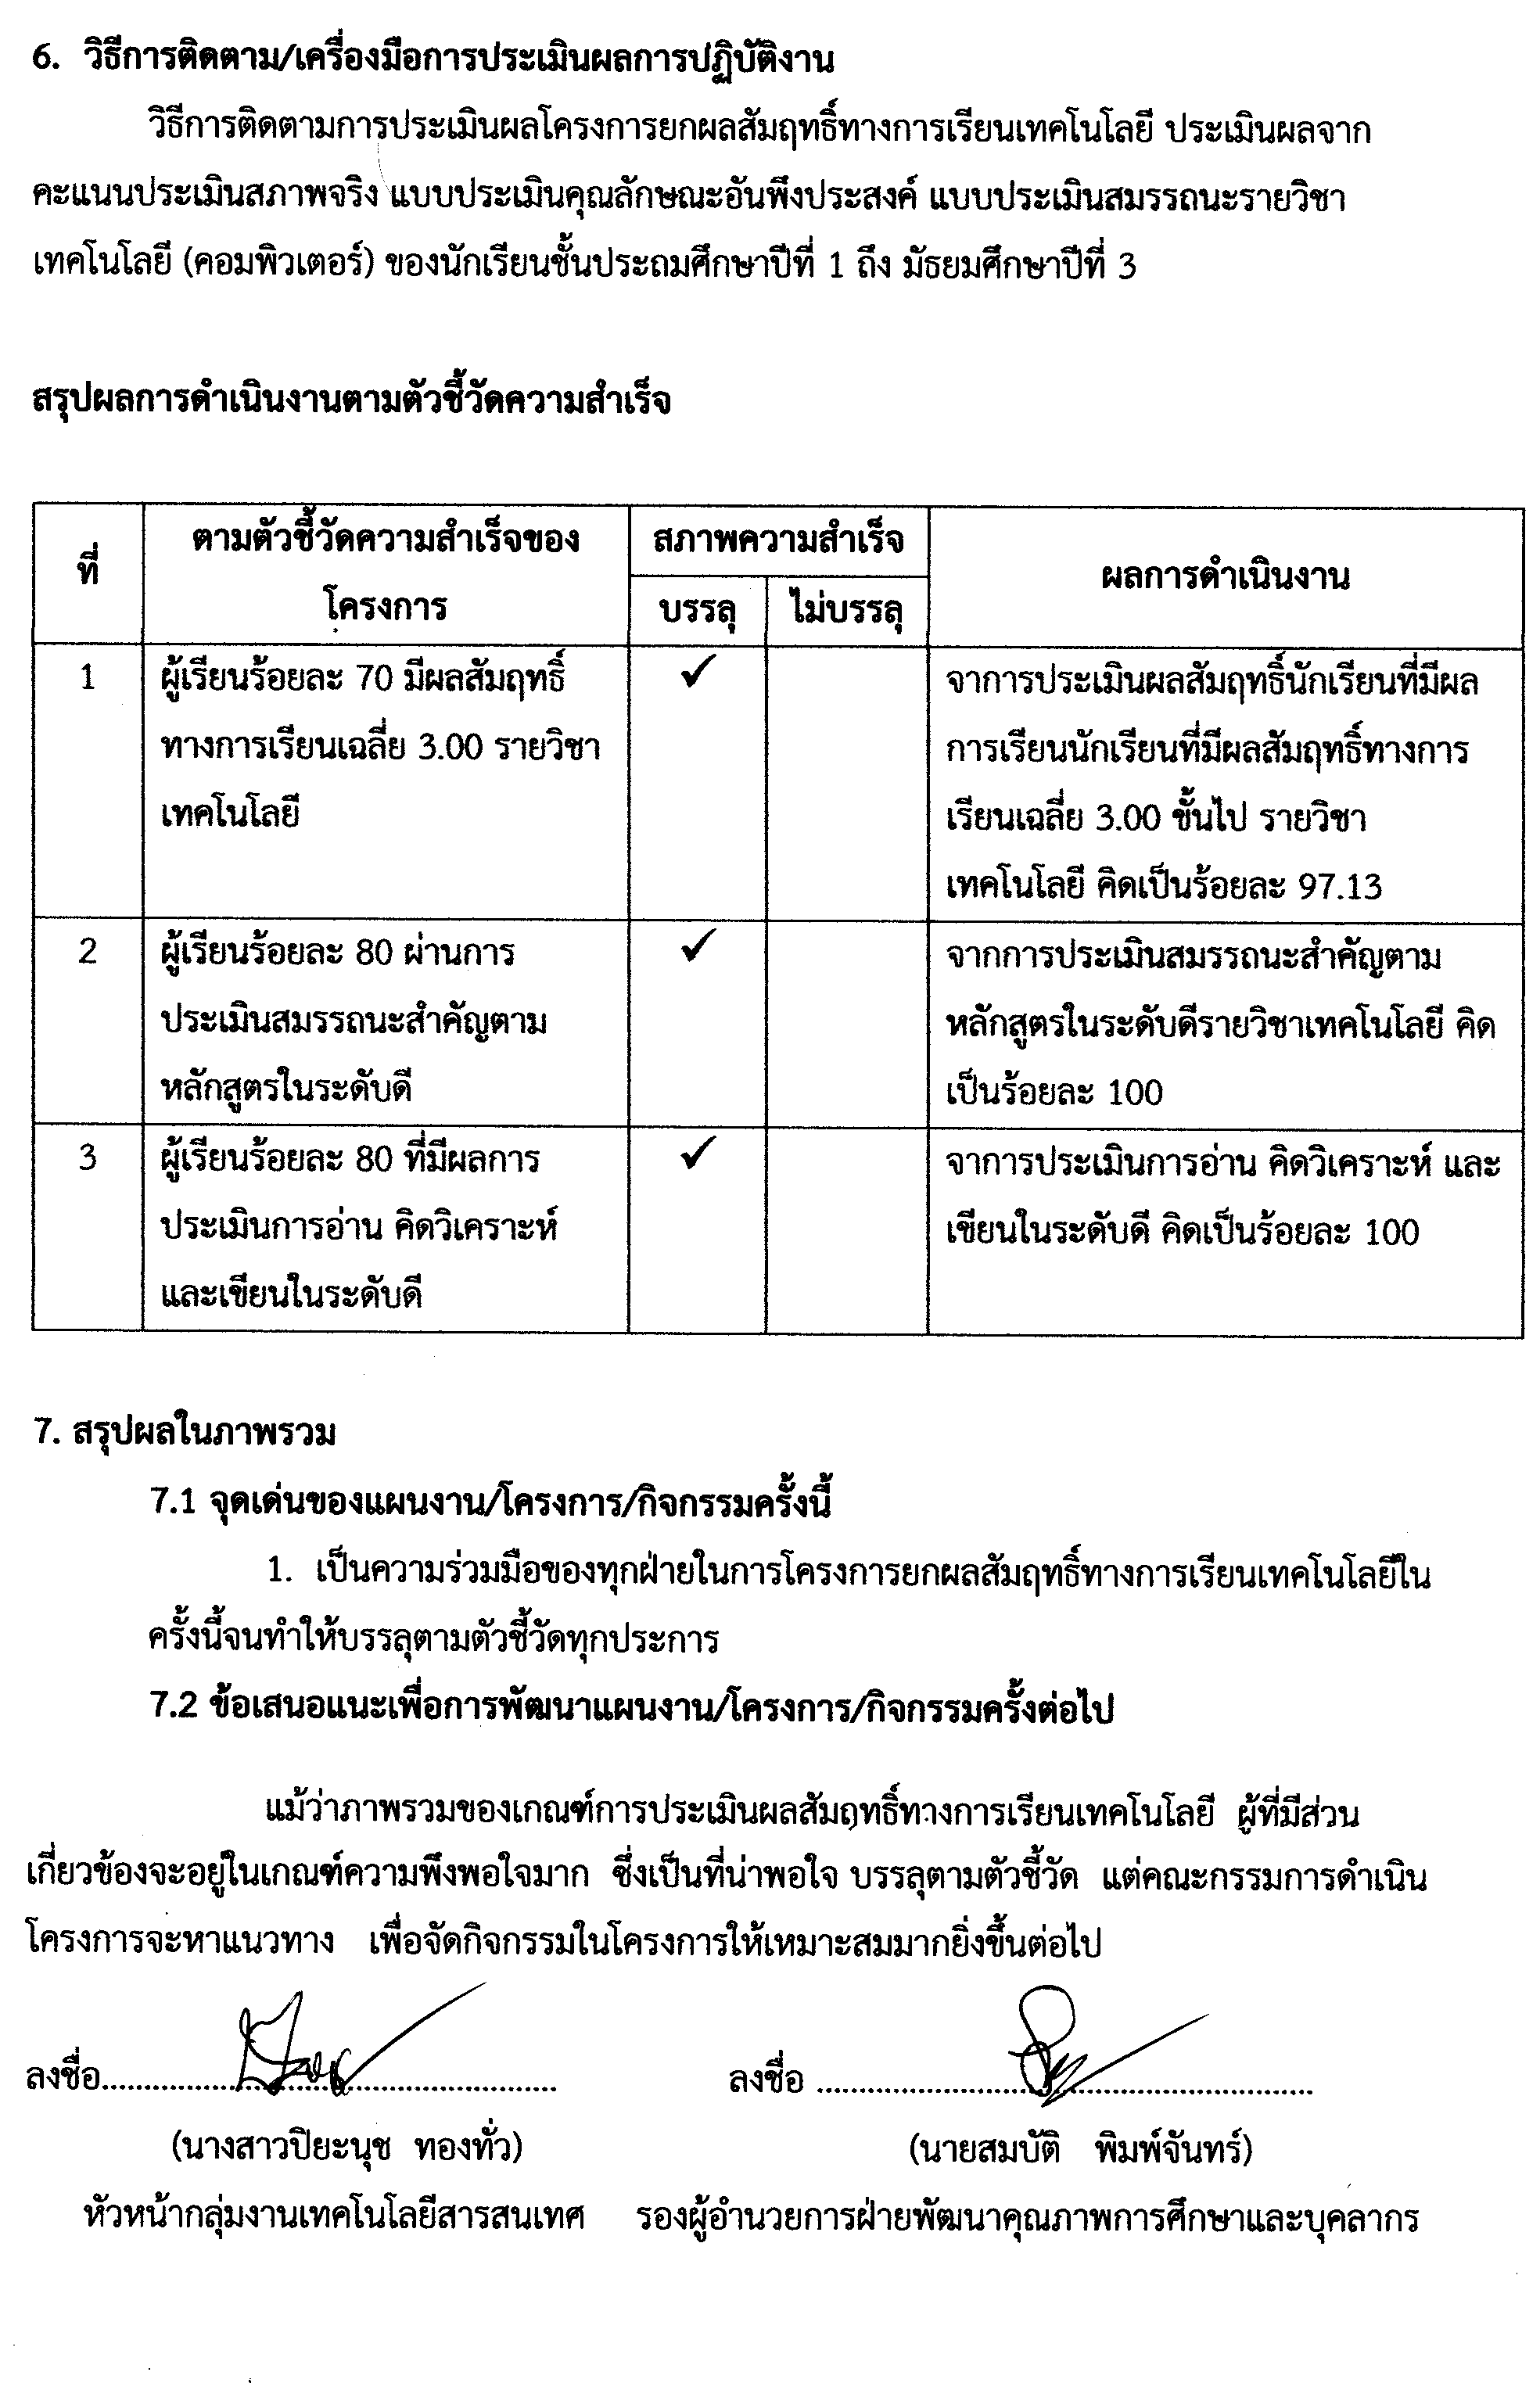 6. วิธีการติดตาม/เครื่องมือการประเมินผลการปฏิบัติงาน
วิธีการติดตามการประเมินผลโครงการยกผลสัมฤทธิ์ทางการเรียนเทคโนโลยี ประเมินผลจาก
คะแนนประเมินสภาพจริง แบบประเมินคุณลักษณะอันพึงประสงค์ แบบประเมินสมรรถนะรายวิชา
เทคโนโลยี (คอมพิวเตอร์) ของนักเรียนชั้นประถมศึกษาปีที่ 1 ถึง มัธยมศึกษาปีที่ 3
สรุปผลการดำเนินงานตามตัวชี้วัดความสำเร็จ
ที่
ตามตัวชี้วัดความสำเร็จของ
โครงการ
สภาพความสำเร็จ
บรรลุ
ไม่บรรลุ
ผลการดำเนินงาน
1
ผู้เรียนร้อยละ 70 มีผลสัมฤทธิ์
ทางการเรียนเฉลี่ย 3.00 รายวิชา
เทคโนโลยี
✓
จาการประเมินผลสัมฤทธิ์นักเรียนที่มีผล
การเรียนนักเรียนที่มีผลสัมฤทธิ์ทางการ
เรียนเฉลี่ย 3.00 ขั้นไป รายวิชา
เทคโนโลยี คิดเป็นร้อยละ 97.13
2
ผู้เรียนร้อยละ 80 ผ่านการ
ประเมินสมรรถนะสำคัญตาม
หลักสูตรในระดับดี
✓
จากการประเมินสมรรถนะสำคัญตาม
หลักสูตรในระดับดีรายวิชาเทคโนโลยี คิด
เป็นร้อยละ 100
3
ผู้เรียนร้อยละ 80 ที่มีผลการ
ประเมินการอ่าน คิดวิเคราะห์
และเขียนในระดับดี
✓
จาการประเมินการอ่าน คิดวิเคราะห์ และ
เขียนในระดับดี คิดเป็นร้อยละ 100
7. สรุปผลในภาพรวม
7.1 จุดเด่นของแผนงาน/โครงการ/กิจกรรมครั้งนี้
1. เป็นความร่วมมือของทุกฝ่ายในการโครงการยกผลสัมฤทธิ์ทางการเรียนเทคโนโลยีใน
ครั้งนี้จนทำให้บรรลุตามตัวชี้วัดทุกประการ
7.2 ข้อเสนอแนะเพื่อการพัฒนาแผนงาน/โครงการ/กิจกรรมครั้งต่อไป
แม้ว่าภาพรวมของเกณฑ์การประเมินผลสัมฤทธิ์ทางการเรียนเทคโนโลยี ผู้ที่มีส่วน
เกี่ยวข้องจะอยู่ในเกณฑ์ความพึงพอใจมาก ซึ่งเป็นที่น่าพอใจ บรรลุตามตัวชี้วัด แต่คณะกรรมการดำเนิน
โครงการจะหาแนวทาง เพื่อจัดกิจกรรมในโครงการให้เหมาะสมมากยิ่งขึ้นต่อไป
ลงชื่อ........................................................ ลงชื่อ ............................................................
(นางสาวปิยะนุช ทองทั่ว) (นายสมบัติ พิมพ์จันทร์)
หัวหน้ากลุ่มงานเทคโนโลยีสารสนเทศ รองผู้อำนวยการฝ่ายพัฒนาคุณภาพการศึกษาและบุคลากร